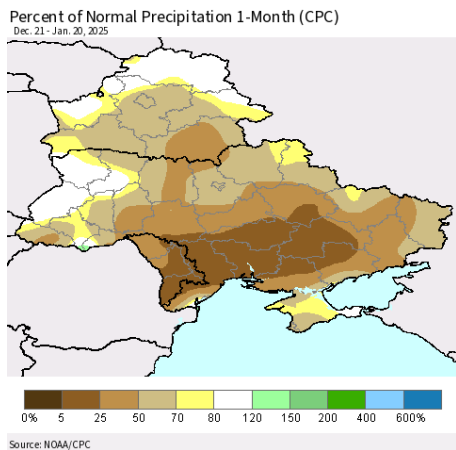 Percent of Normal Precipitation 1-Month (CPC)
Dec. 21 - Jan. 20, 2025
0% 5 25 50 70 80 120 150 200 400 600%
Source: NOAA/CPC